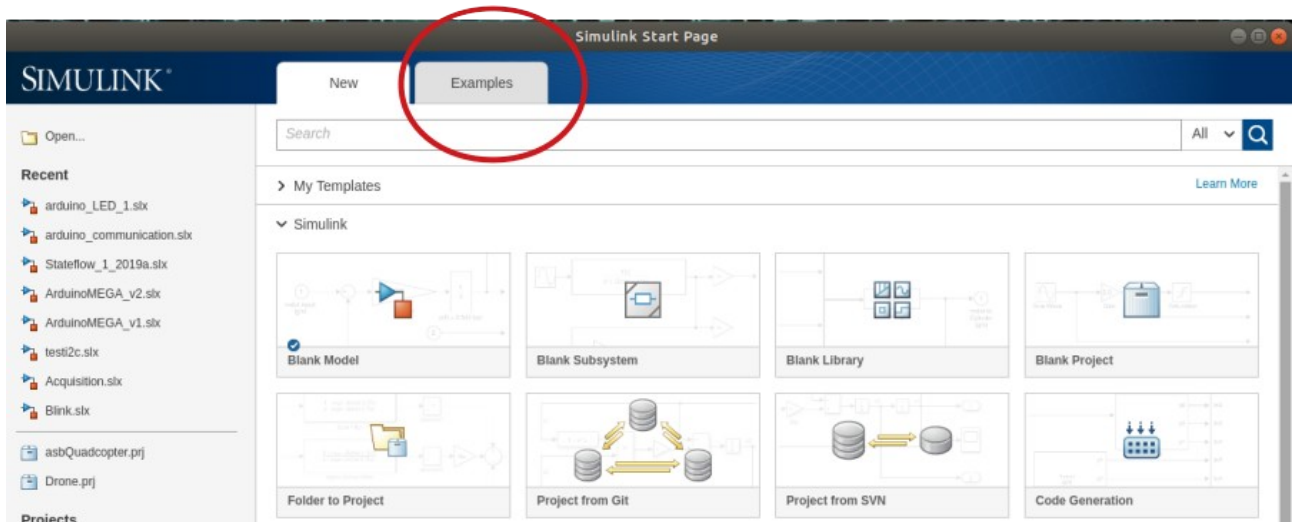 Simulink Start Page
SIMULINK®
New
Examples
Open...
Search
All
Recent
My Templates
Learn More
arduino_LED_1.slx
arduino_communication.slx
Stateflow_1_2019a.slx
ArduinoMEGA_v2.slx
ArduinoMEGA_v1.slx
testi2c.slx
Acquisition.slx
Blink.slx
asbQuadcopter.prj
Drone.prj
Projects
Simulink
Blank Model
Blank Subsystem
Blank Library
Blank Project
Folder to Project
Project from Git
Project from SVN
Code Generation